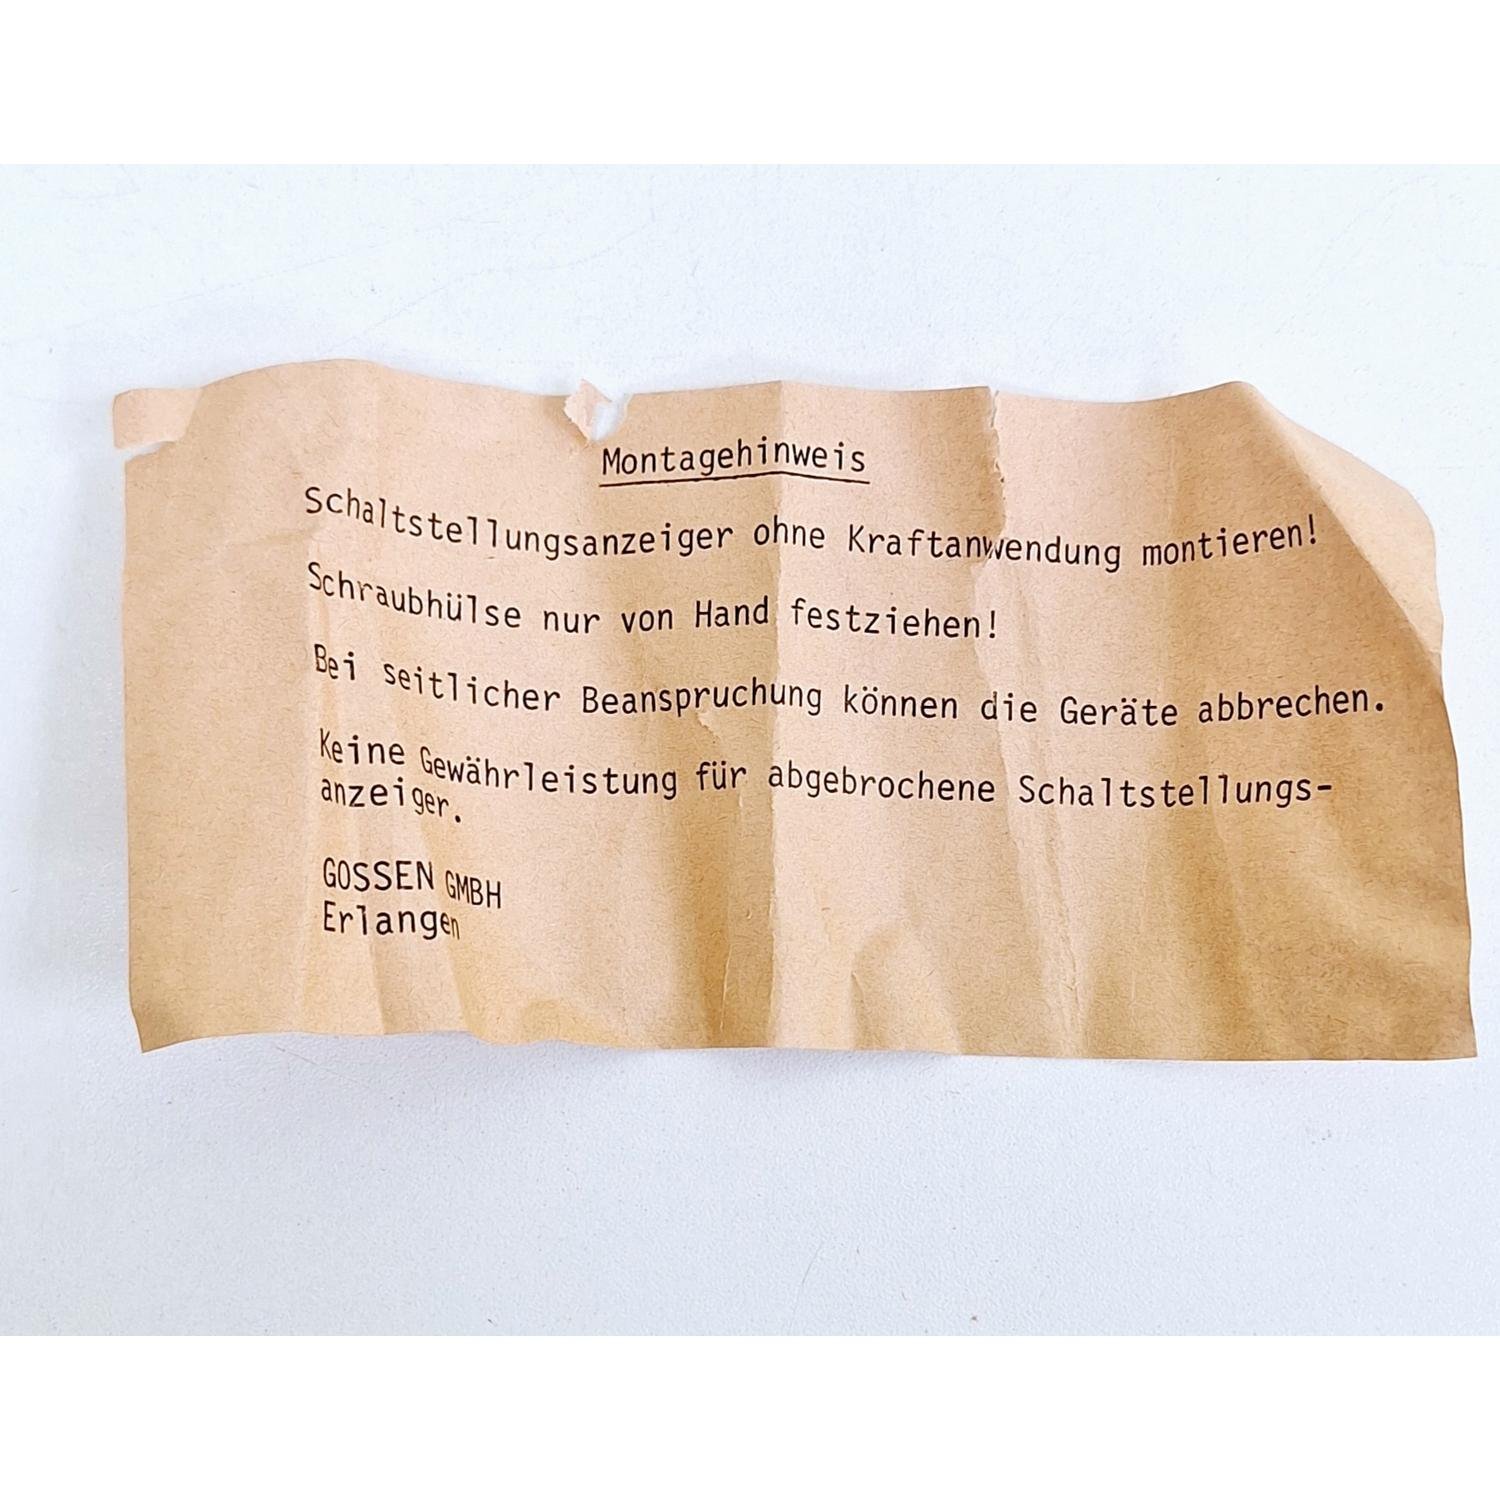 Montagehinweis
Schaltstellungsanzeiger ohne Kraftanwendung montieren!
Schraubhülse nur von Hand festziehen!
Bei seitlicher Beanspruchung können die Geräte abbrechen.
Keine Gewährleistung für abgebrochene Schaltstellungs-
anzeiger.
GOSSEN GMBH
Erlangen